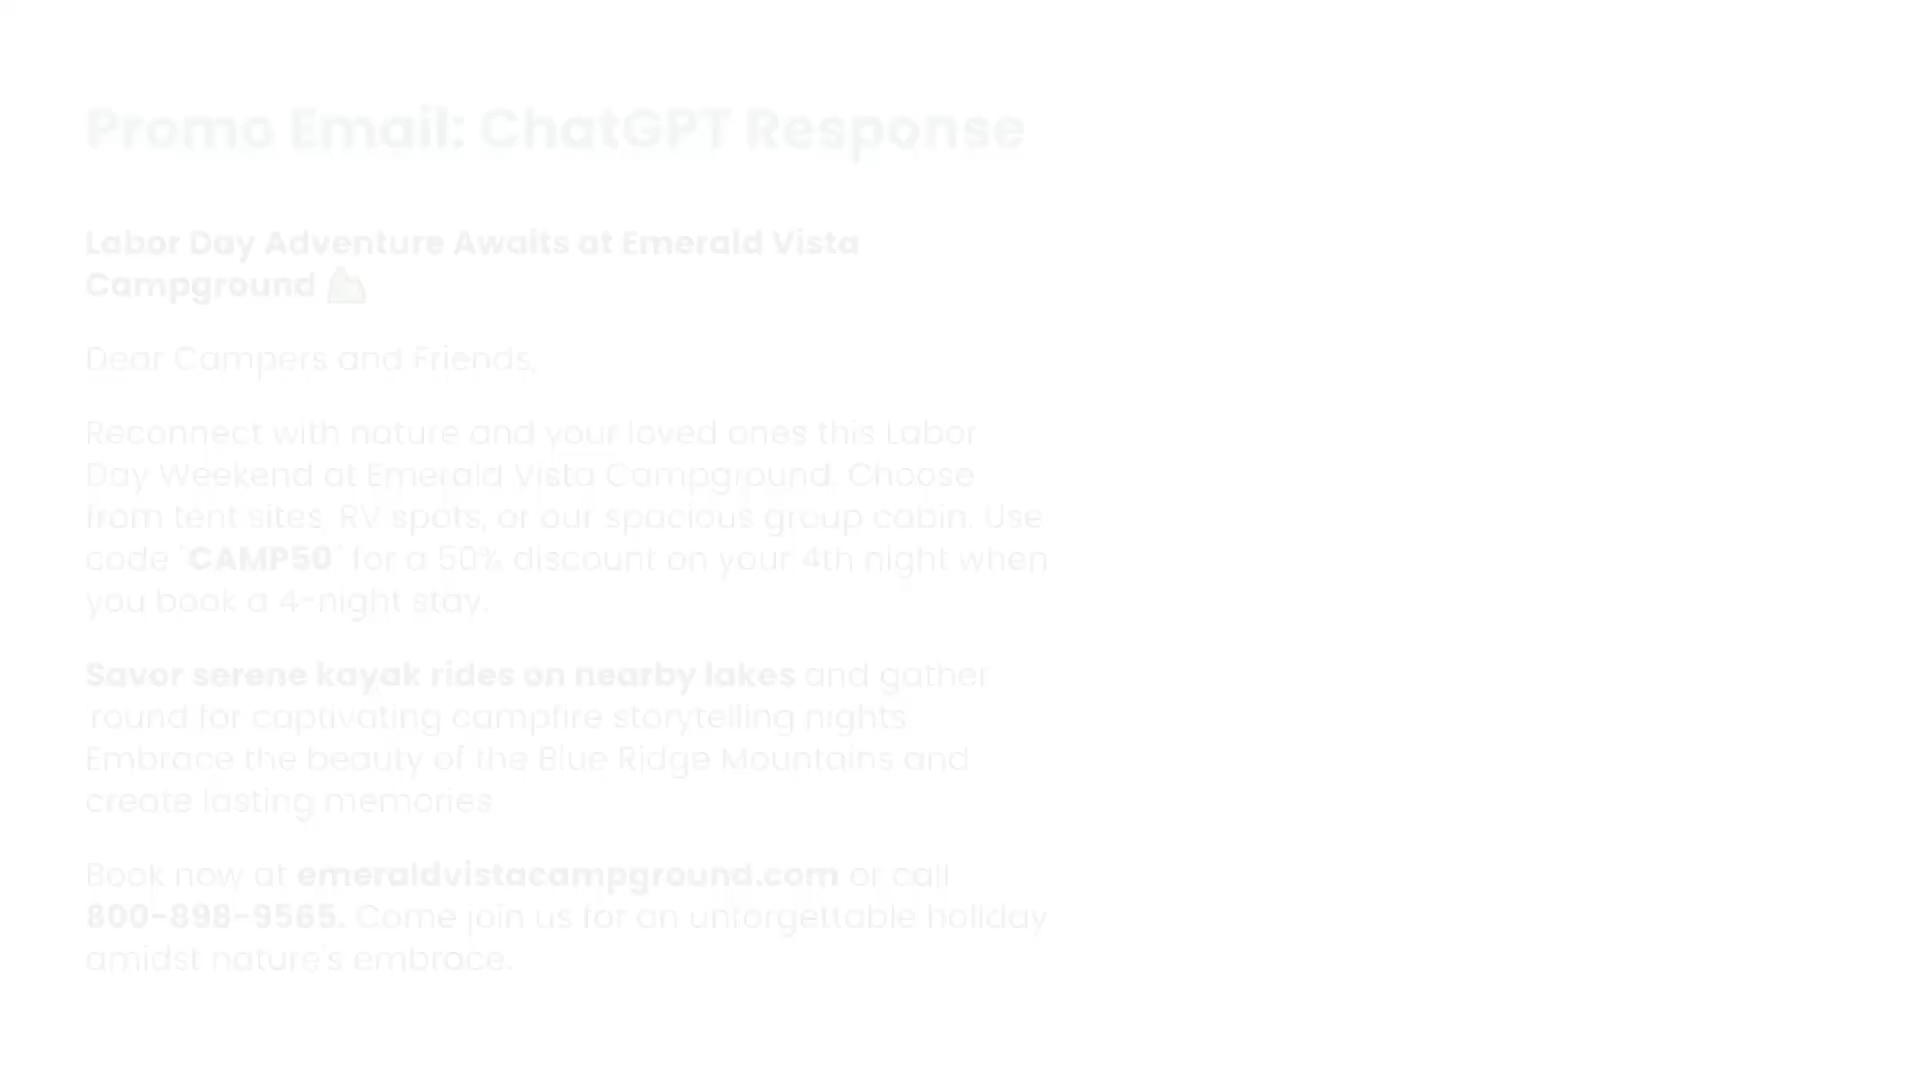 Promo Email: ChatGPT Response
Labor Day Adventure Awaits at Emerald Vista
Campground
Dear Campers and Friends,
Reconnect with nature and your loved ones this Labor
Day Weekend at Emerald Vista Campground. Choose
from tent sites, RV spots, or our spacious group cabin. Use
code `CAMP50` for a 50% discount on your 4th night when
you book a 4-night stay.
Savor serene kayak rides on nearby lakes and gather
'round for captivating campfire storytelling nights.
Embrace the beauty of the Blue Ridge Mountains and
create lasting memories.
Book now at emeraldvistacampground.com or call
800-898-9565. Come join us for an unforgettable holiday
amidst nature's embrace.